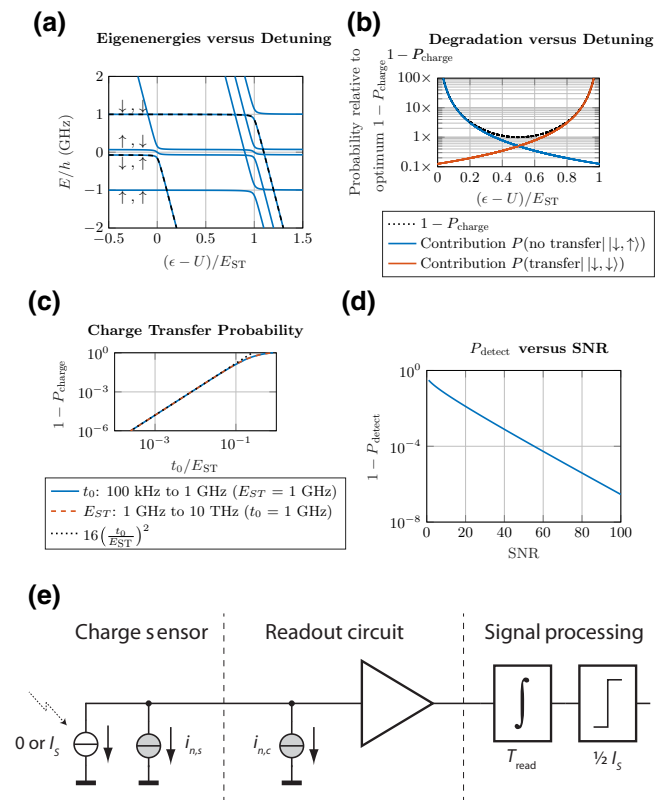 (a)
Eigenenergies versus Detuning
E/h (GHz)
2
1
0
−1
−2
↓,↓
↑,↓
↓,↑
↑,↑
−0.5 0 0.5 1 1.5
(ϵ - U)/E_ST
(b)
1 − P_charge
Degradation versus Detuning
Probability relative to
optimum 1 − P_charge
100×
10×
1×
0.1×
0 0.2 0.4 0.6 0.8 1
(ϵ − U)/E_ST
1 − P_charge
Contribution P(no transfer| |↓,↑⟩)
Contribution P(transfer| |↓,↓⟩)
(c)
Charge Transfer Probability
1 − P_charge
10^0
10^−3
10^−6
10^−3 10^−1
t_0/E_ST
t_0: 100 kHz to 1 GHz (E_ST = 1 GHz)
E_ST: 1 GHz to 10 THz (t_0 = 1 GHz)
16(t_0/E_ST)^2
(d)
P_detect versus SNR
1 − P_detect
10^0
10^−4
10^−8
0 20 40 60 80 100
SNR
(e)
Charge sensor Readout circuit Signal processing
0 or I_S i_n,s i_n,c ∫
T_read ½ I_S